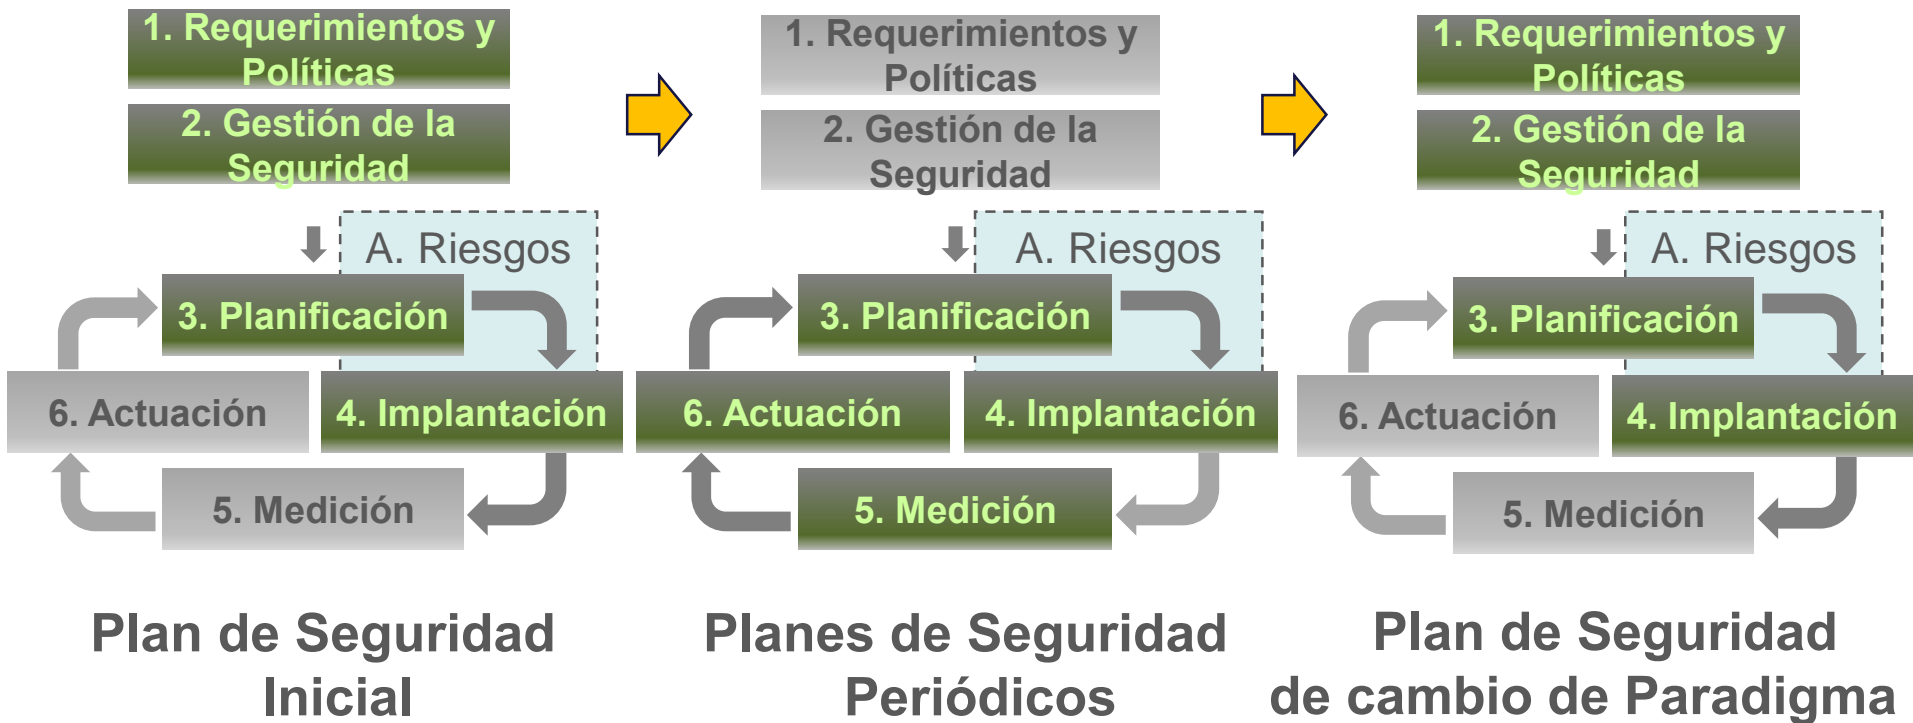 1. Requerimientos y
Políticas
2. Gestión de la
Seguridad
A. Riesgos
3. Planificación
6. Actuación
4. Implantación
5. Medición
Plan de Seguridad
Inicial
1. Requerimientos y
Políticas
2. Gestión de la
Seguridad
A. Riesgos
3. Planificación
6. Actuación
4. Implantación
5. Medición
Planes de Seguridad
Periódicos
1. Requerimientos y
Políticas
2. Gestión de la
Seguridad
A. Riesgos
3. Planificación
6. Actuación
4. Implantación
5. Medición
Plan de Seguridad
de cambio de Paradigma